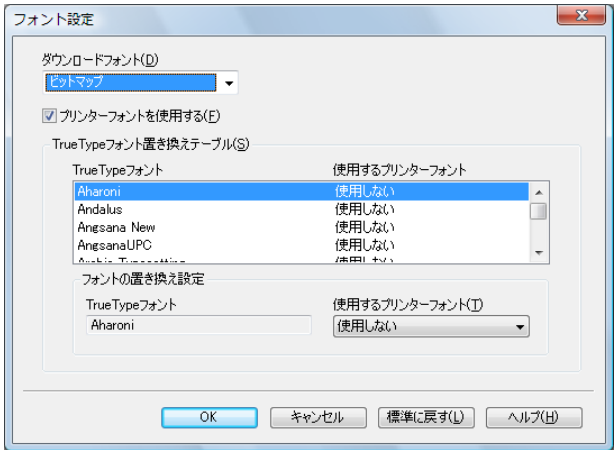 フォント設定
ダウンロードフォント(D)
ビットマップ
プリンターフォントを使用する(F)
TrueTypeフォント置き換えテーブル(S)
TrueTypeフォント 使用するプリンターフォント
Aharoni 使用しない
Andalus 使用しない
Angsana New 使用しない
AngsanaUPC 使用しない
フォントの置き換え設定
TrueTypeフォント 使用するプリンターフォント(T)
Aharoni 使用しない
OK キャンセル 標準に戻す(L) ヘルプ(H)